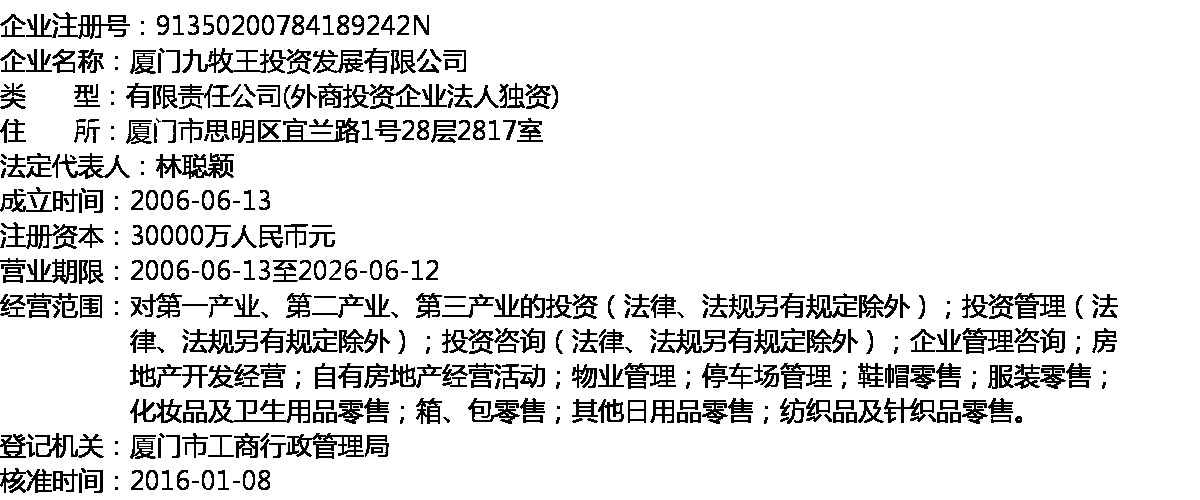 企业注册号：91350200784189242N
企业名称：厦门九牧王投资发展有限公司
类　　型：有限责任公司(外商投资企业法人独资)
住　　所：厦门市思明区宜兰路1号28层2817室
法定代表人：林聪颖
成立时间：2006-06-13
注册资本：30000万人民币元
营业期限：2006-06-13至2026-06-12
经营范围：对第一产业、第二产业、第三产业的投资（法律、法规另有规定除外）；投资管理（法
律、法规另有规定除外）；投资咨询（法律、法规另有规定除外）；企业管理咨询；房
地产开发经营；自有房地产经营活动；物业管理；停车场管理；鞋帽零售；服装零售；
化妆品及卫生用品零售；箱、包零售；其他日用品零售；纺织品及针织品零售。
登记机关：厦门市工商行政管理局
核准时间：2016-01-08